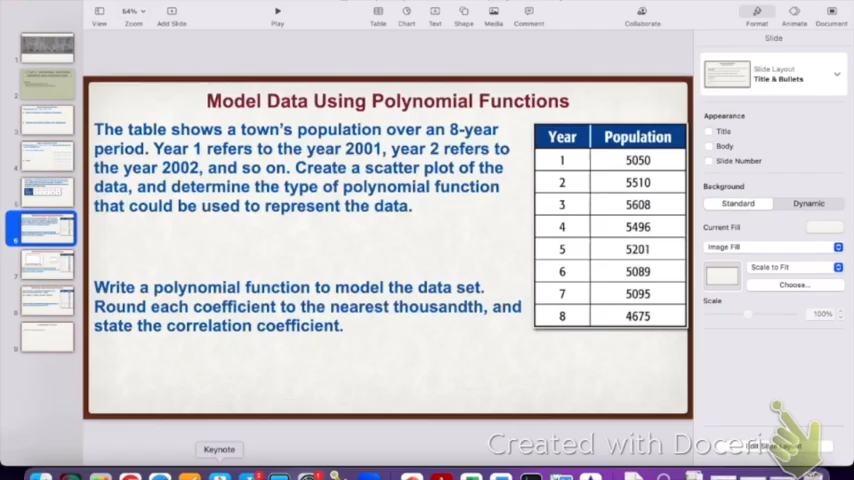 64%
View
Zoom
Add Slide
Play
Table
Chart
Text
Shape
Media
Comment
Collaborate
Format
Animate
Document
Slide
Slide Layout
Title & Bullets
Appearance
Title
Body
Slide Number
Background
Standard
Dynamic
Current Fill
Image Fill
Scale to Fit
Choose...
Scale
100%
Model Data Using Polynomial Functions
The table shows a town's population over an 8-year
period. Year 1 refers to the year 2001, year 2 refers to
the year 2002, and so on. Create a scatter plot of the
data, and determine the type of polynomial function
that could be used to represent the data.
Write a polynomial function to model the data set.
Round each coefficient to the nearest thousandth, and
state the correlation coefficient.
Year Population
1 5050
2 5510
3 5608
4 5496
5 5201
6 5089
7 5095
8 4675
Keynote
Created with Doceri